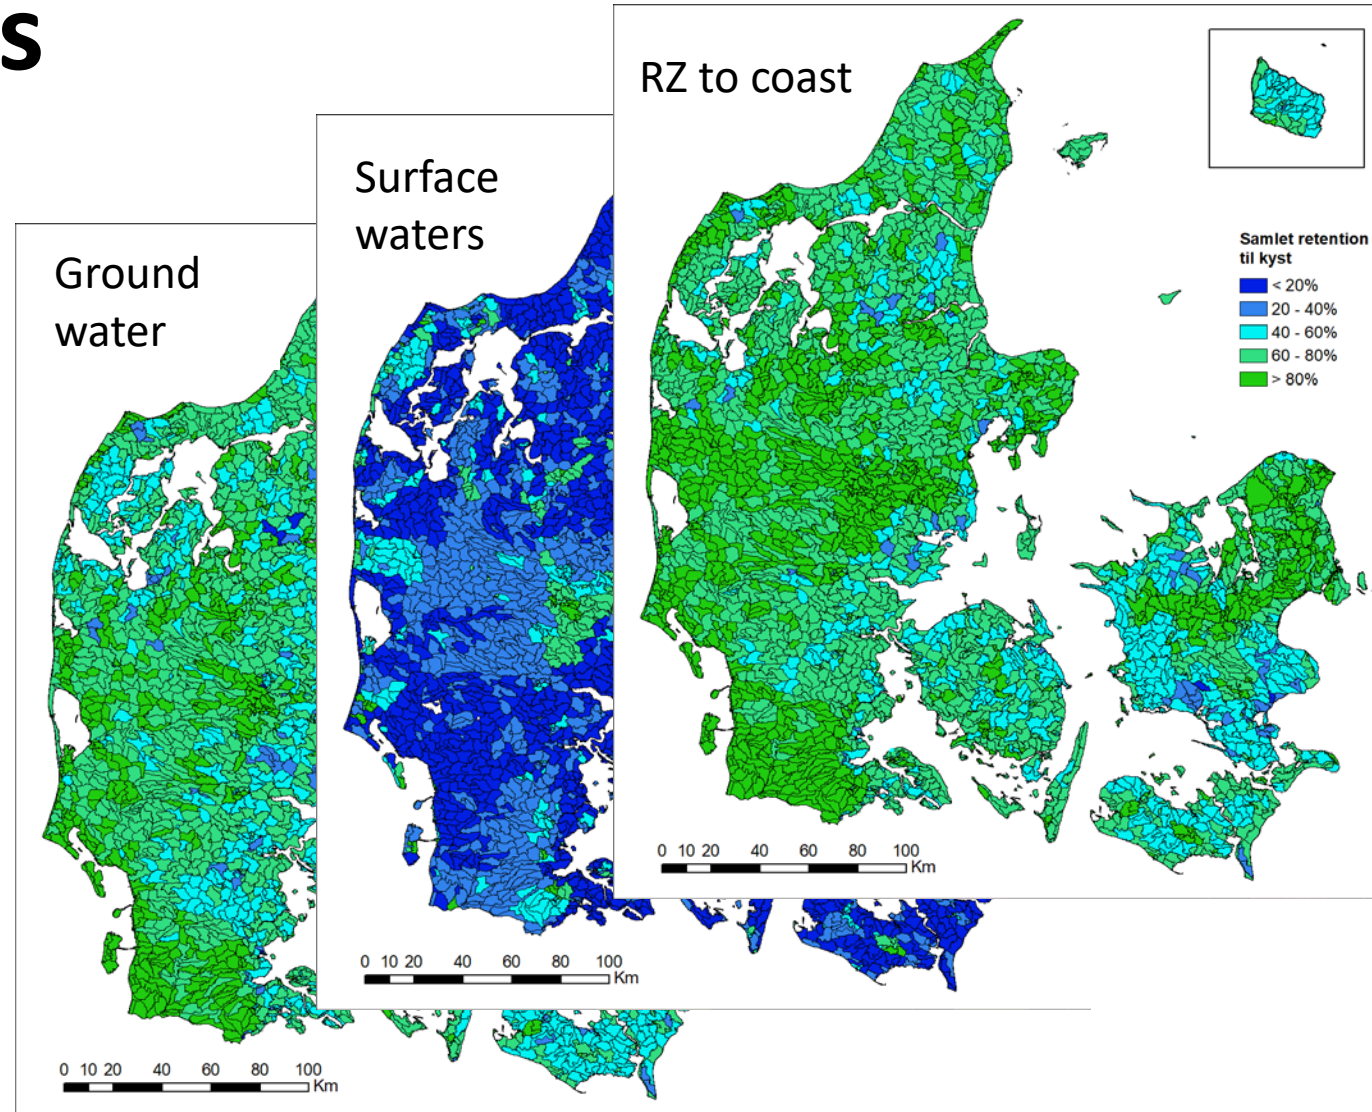 s
RZ to coast
Surface
waters
Ground
water
Samlet retention
til kyst
< 20%
20 - 40%
40 - 60%
60 - 80%
> 80%
0 10 20 40 60 80 100
Km
0 10 20 40 60 80 100
Km
0 10 20 40 60 80 100
Km